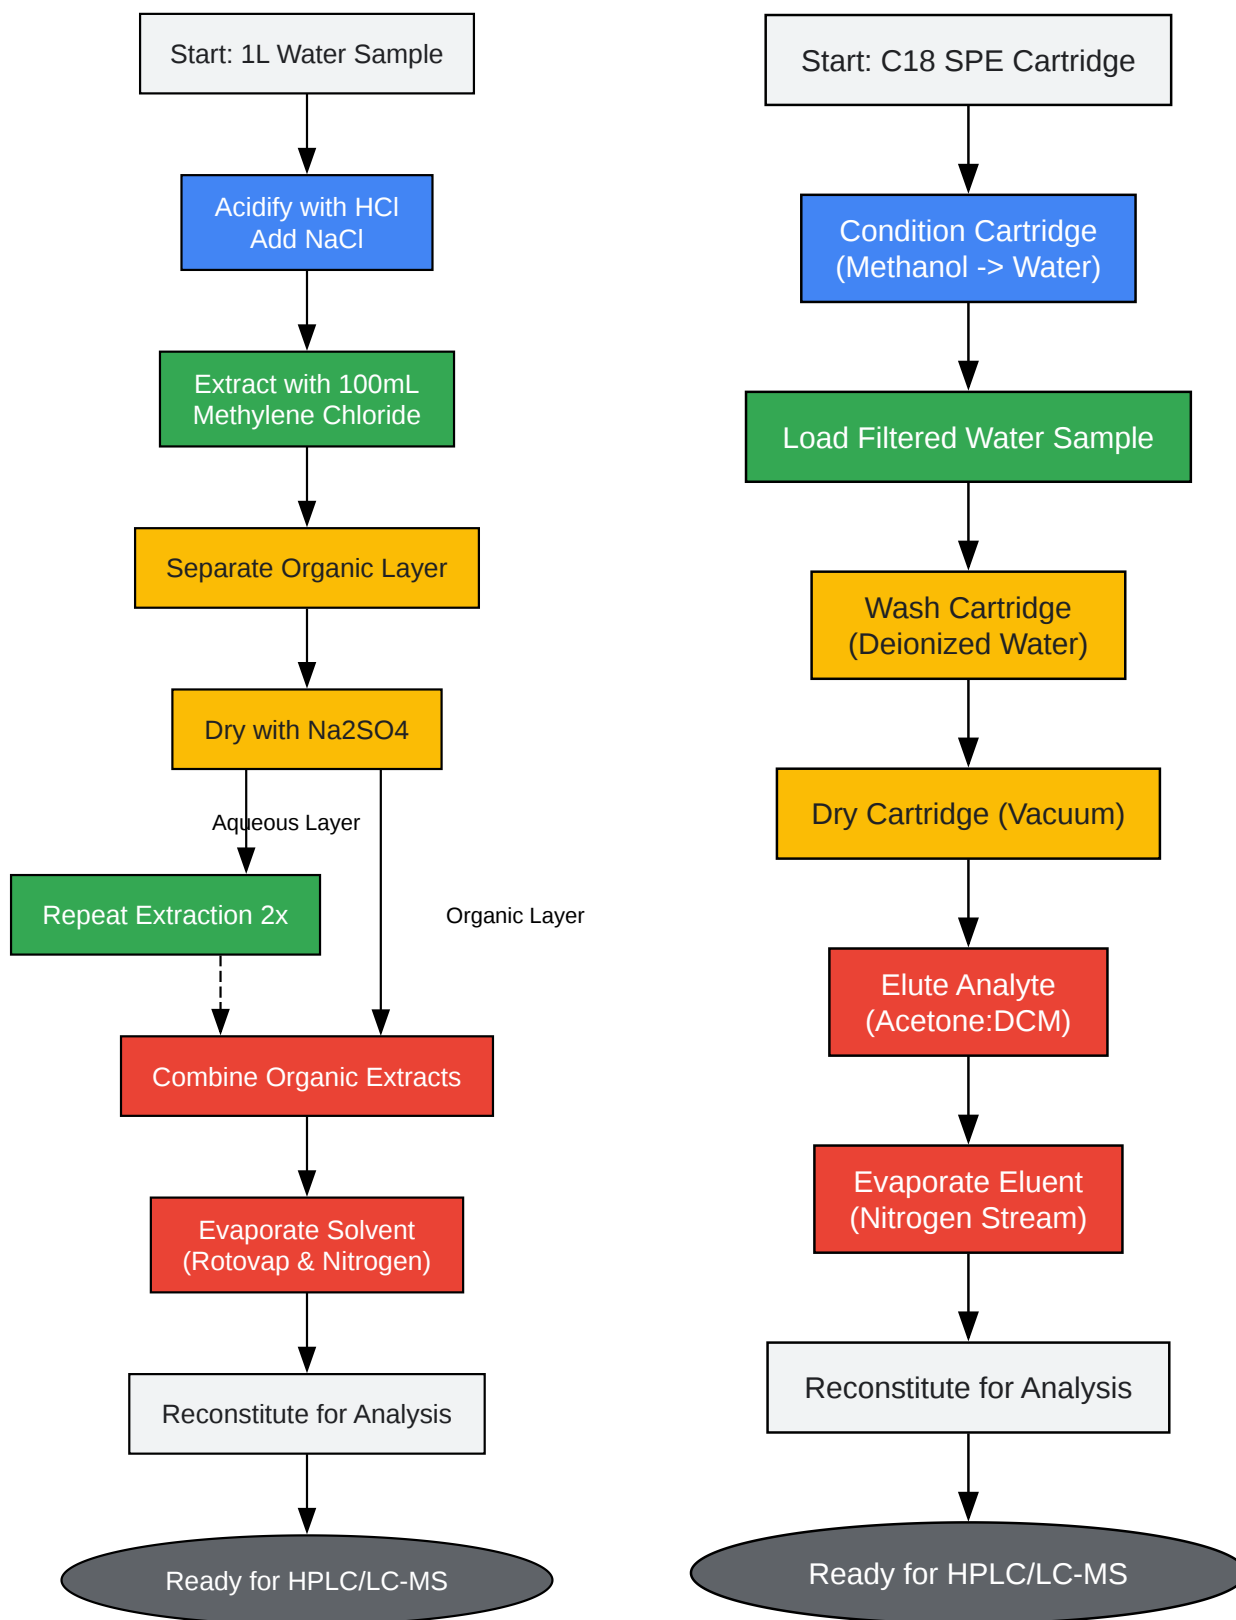 Start: 1L Water Sample
Acidify with HCl
Add NaCl
Extract with 100mL
Methylene Chloride
Separate Organic Layer
Dry with Na2SO4
Aqueous Layer
Repeat Extraction 2x
Organic Layer
Combine Organic Extracts
Evaporate Solvent
(Rotovap & Nitrogen)
Reconstitute for Analysis
Ready for HPLC/LC-MS
Start: C18 SPE Cartridge
Condition Cartridge
(Methanol -> Water)
Load Filtered Water Sample
Wash Cartridge
(Deionized Water)
Dry Cartridge (Vacuum)
Elute Analyte
(Acetone:DCM)
Evaporate Eluent
(Nitrogen Stream)
Reconstitute for Analysis
Ready for HPLC/LC-MS